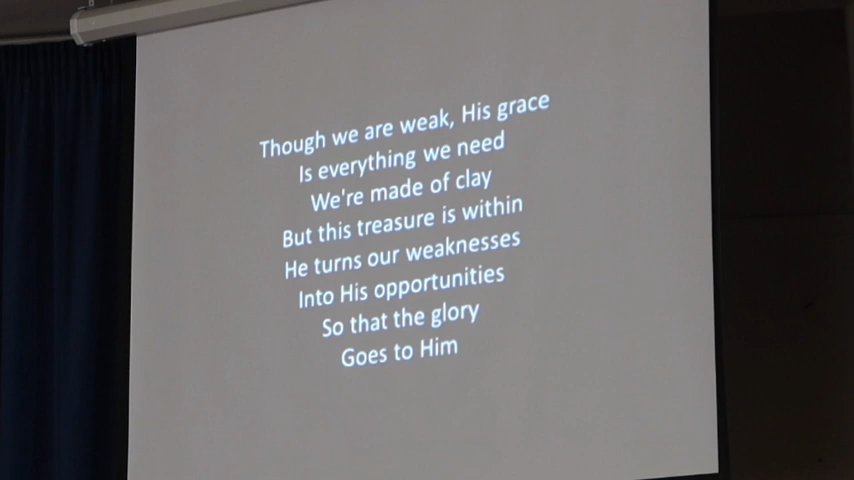 Though we are weak, His grace
Is everything we need
We're made of clay
But this treasure is within
He turns our weaknesses
Into His opportunities
So that the glory
Goes to Him